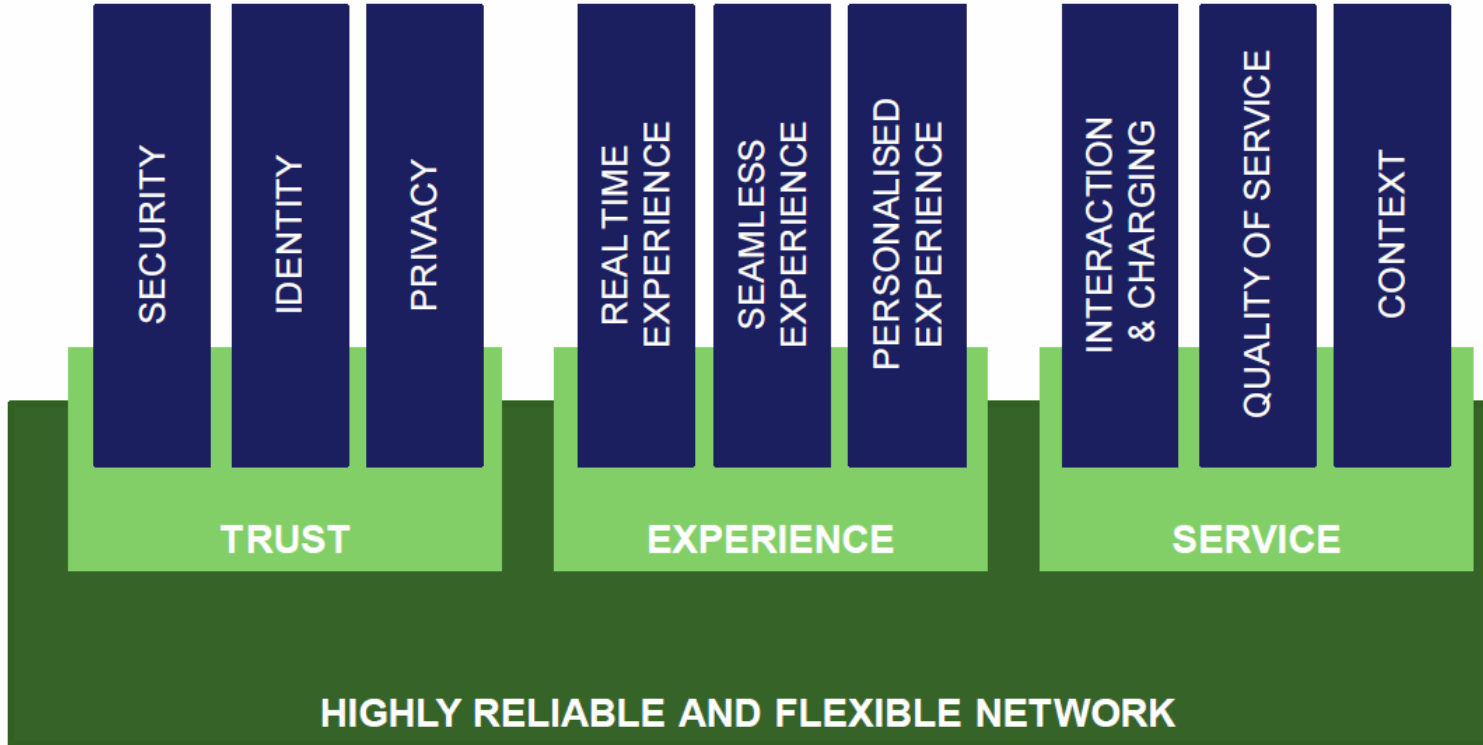 SECURITY
IDENTITY
PRIVACY
REAL TIME
EXPERIENCE
SEAMLESS
EXPERIENCE
PERSONALISED
EXPERIENCE
INTERACTION
& CHARGING
QUALITY OF SERVICE
CONTEXT
TRUST
EXPERIENCE
SERVICE
HIGHLY RELIABLE AND FLEXIBLE NETWORK